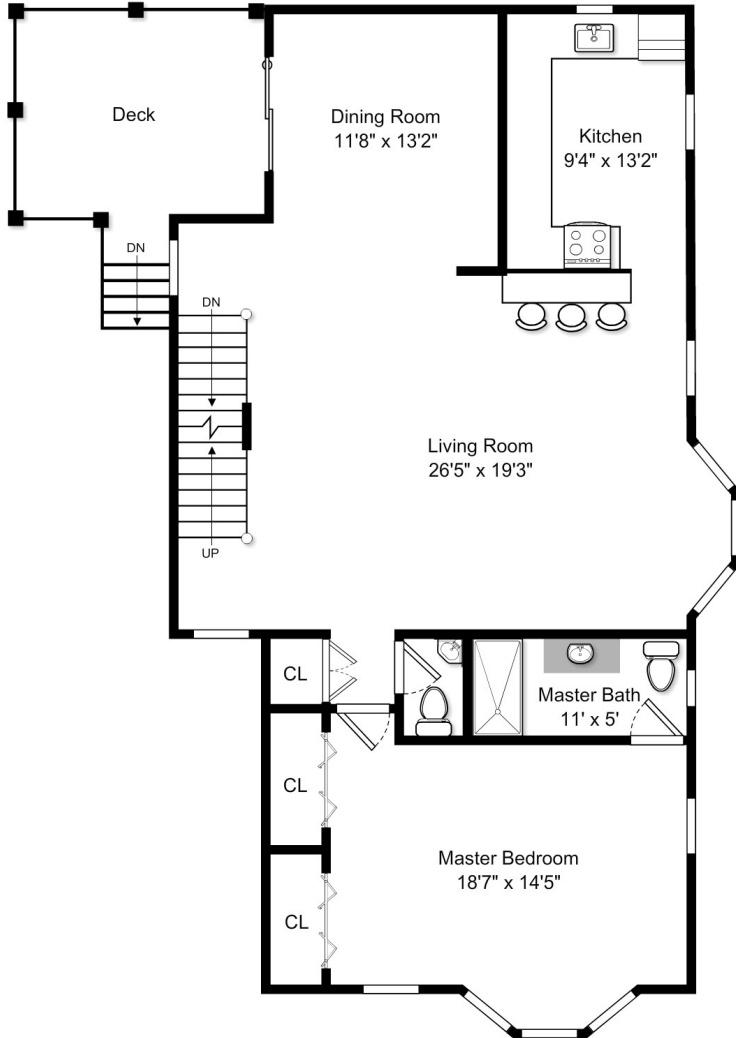 Deck
Dining Room
11'8" x 13'2"
Kitchen
9'4" x 13'2"
DN
DN
Living Room
26'5" x 19'3"
UP
CL
Master Bath
11' x 5'
CL
Master Bedroom
18'7" x 14'5"
CL